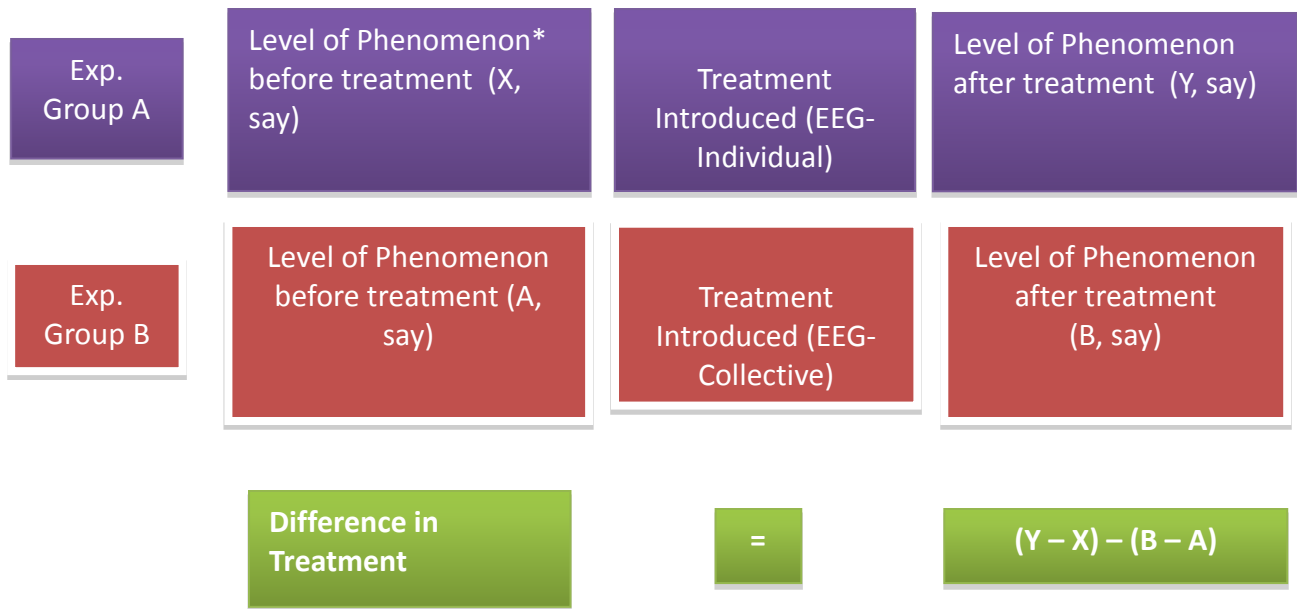 Exp.
Group A
Level of Phenomenon*
before treatment (X,
say)
Treatment
Introduced (EEG-
Individual)
Level of Phenomenon
after treatment (Y, say)
Exp.
Group B
Level of Phenomenon
before treatment (A,
say)
Treatment
Introduced (EEG-
Collective)
Level of Phenomenon
after treatment
(B, say)
Difference in
Treatment
=
(Y – X) – (B – A)